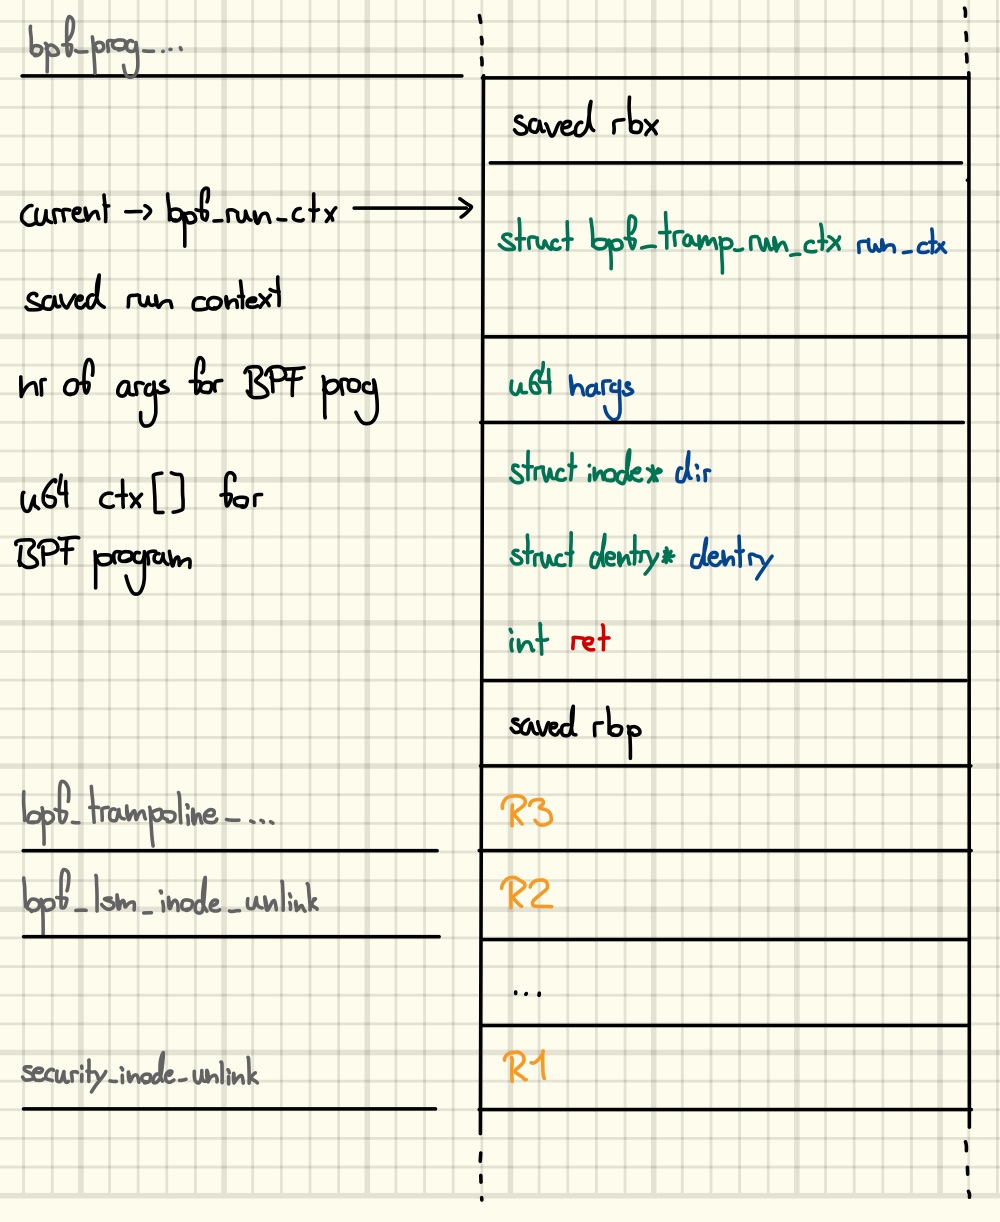 bpf_prog_...
saved rbx
current -> bpf_run_ctx
struct bpf_tramp_run_ctx run_ctx
saved run context
nr of args for BPF prog
u64 nargs
u64 ctx[] for
BPF program
struct inode* dir
struct dentry* dentry
int ret
saved rbp
bpf_trampoline_...
R3
bpf_lsm_inode_unlink
R2
...
security_inode_unlink
R1